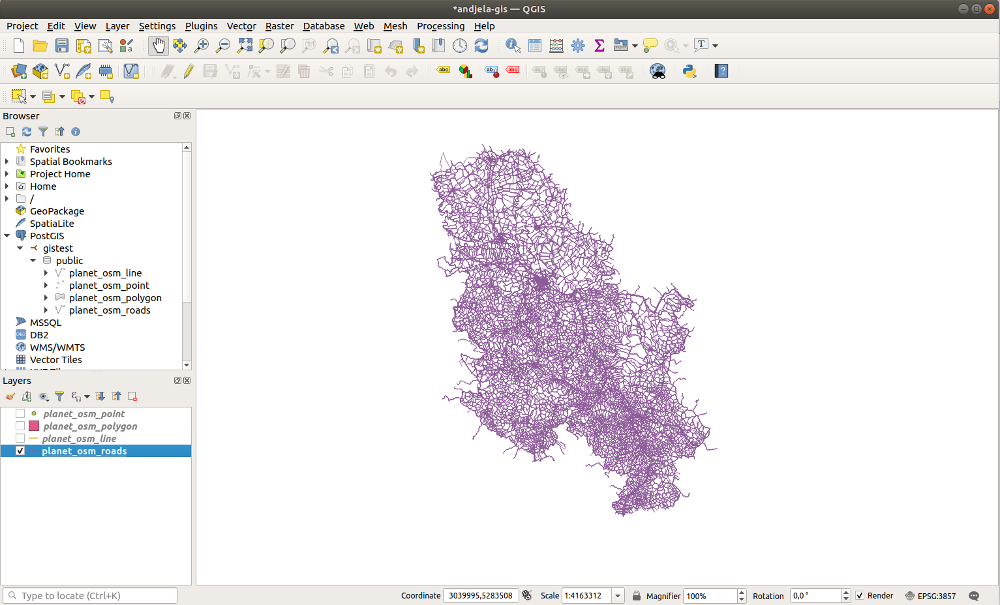 *andjela-gis — QGIS
Project Edit View Layer Settings Plugins Vector Raster Database Web Mesh Processing Help
Browser
Favorites
Spatial Bookmarks
Project Home
Home
/
GeoPackage
SpatiaLite
PostGIS
gistest
public
planet_osm_line
planet_osm_point
planet_osm_polygon
planet_osm_roads
MSSQL
DB2
WMS/WMTS
Vector Tiles
Layers
planet_osm_point
planet_osm_polygon
planet_osm_line
planet_osm_roads
Type to locate (Ctrl+K)
Coordinate 3039995,5283508 Scale 1:4163312 Magnifier 100% Rotation 0,0 ° Render EPSG:3857